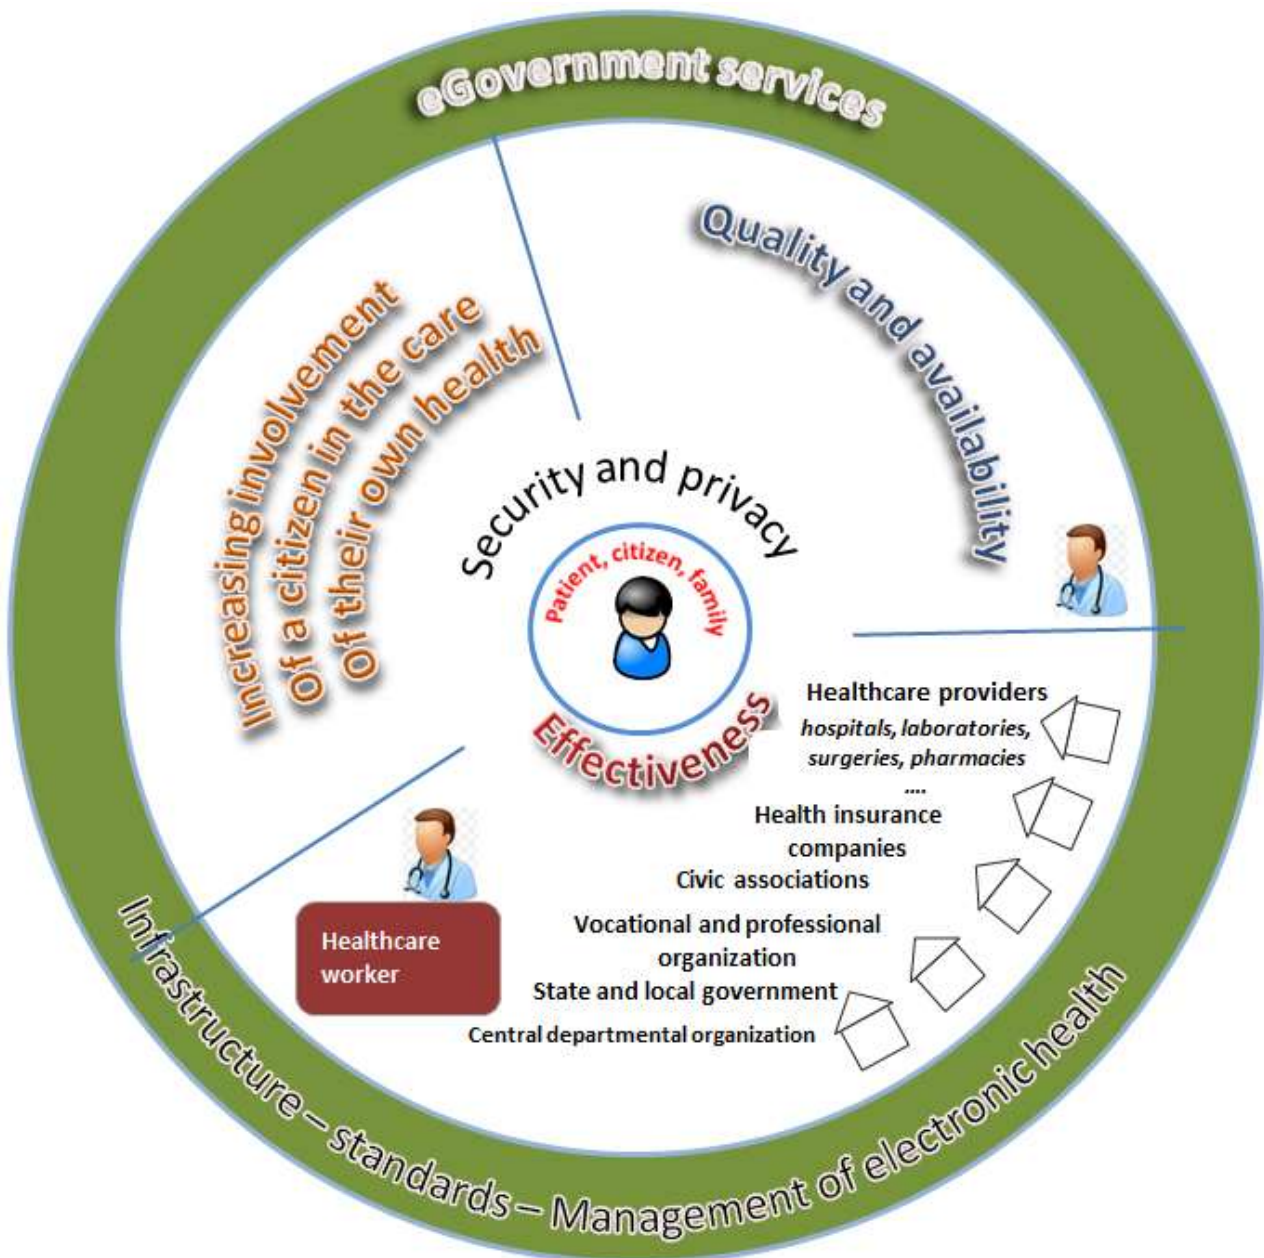 eGovernment services
Quality and availability
Increasing involvement
Of a citizen in the care
Of their own health
Security and privacy
Patient, citizen, family
Effectiveness
Healthcare providers
hospitals, laboratories,
surgeries, pharmacies
....
Health insurance
companies
Civic associations
Vocational and professional
organization
State and local government
Central departmental organization
Healthcare
worker
Infrastructure – standards – Management of electronic health